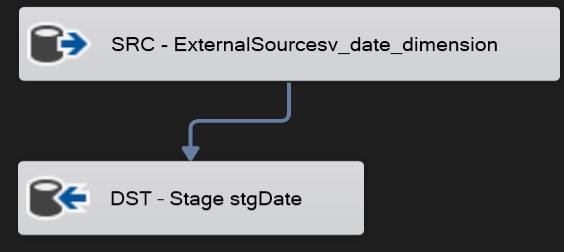 SRC - ExternalSourcesv_date_dimension
DST - Stage stgDate